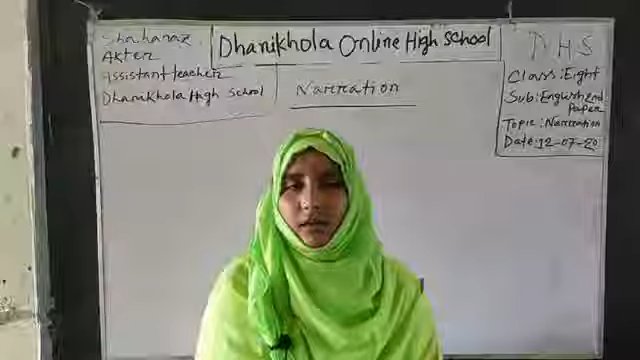 Shahanaz
Akter
Assistant teacher
Dhanikhola High School
Dhanikhola Online High School
Narration
DHS
Class:Eight
Sub:English 2nd
Paper
Topic:Narration
Date:12-07-20